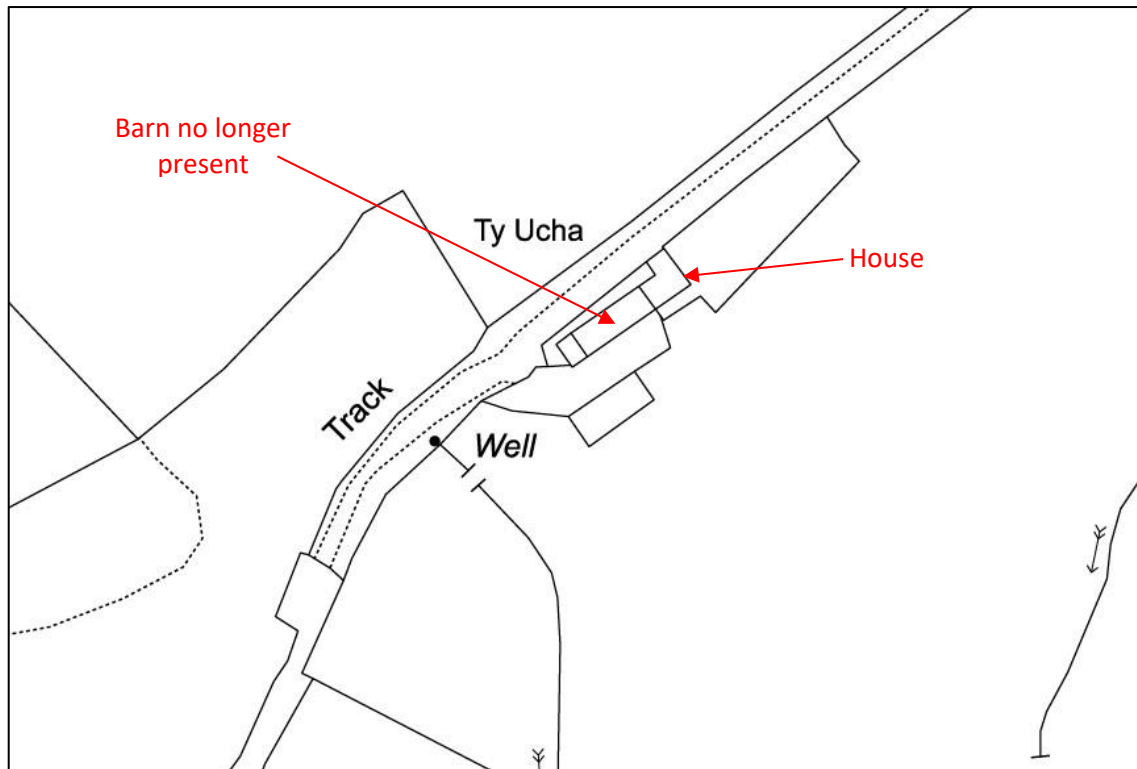 Barn no longer
present
Ty Ucha
House
Track
Well